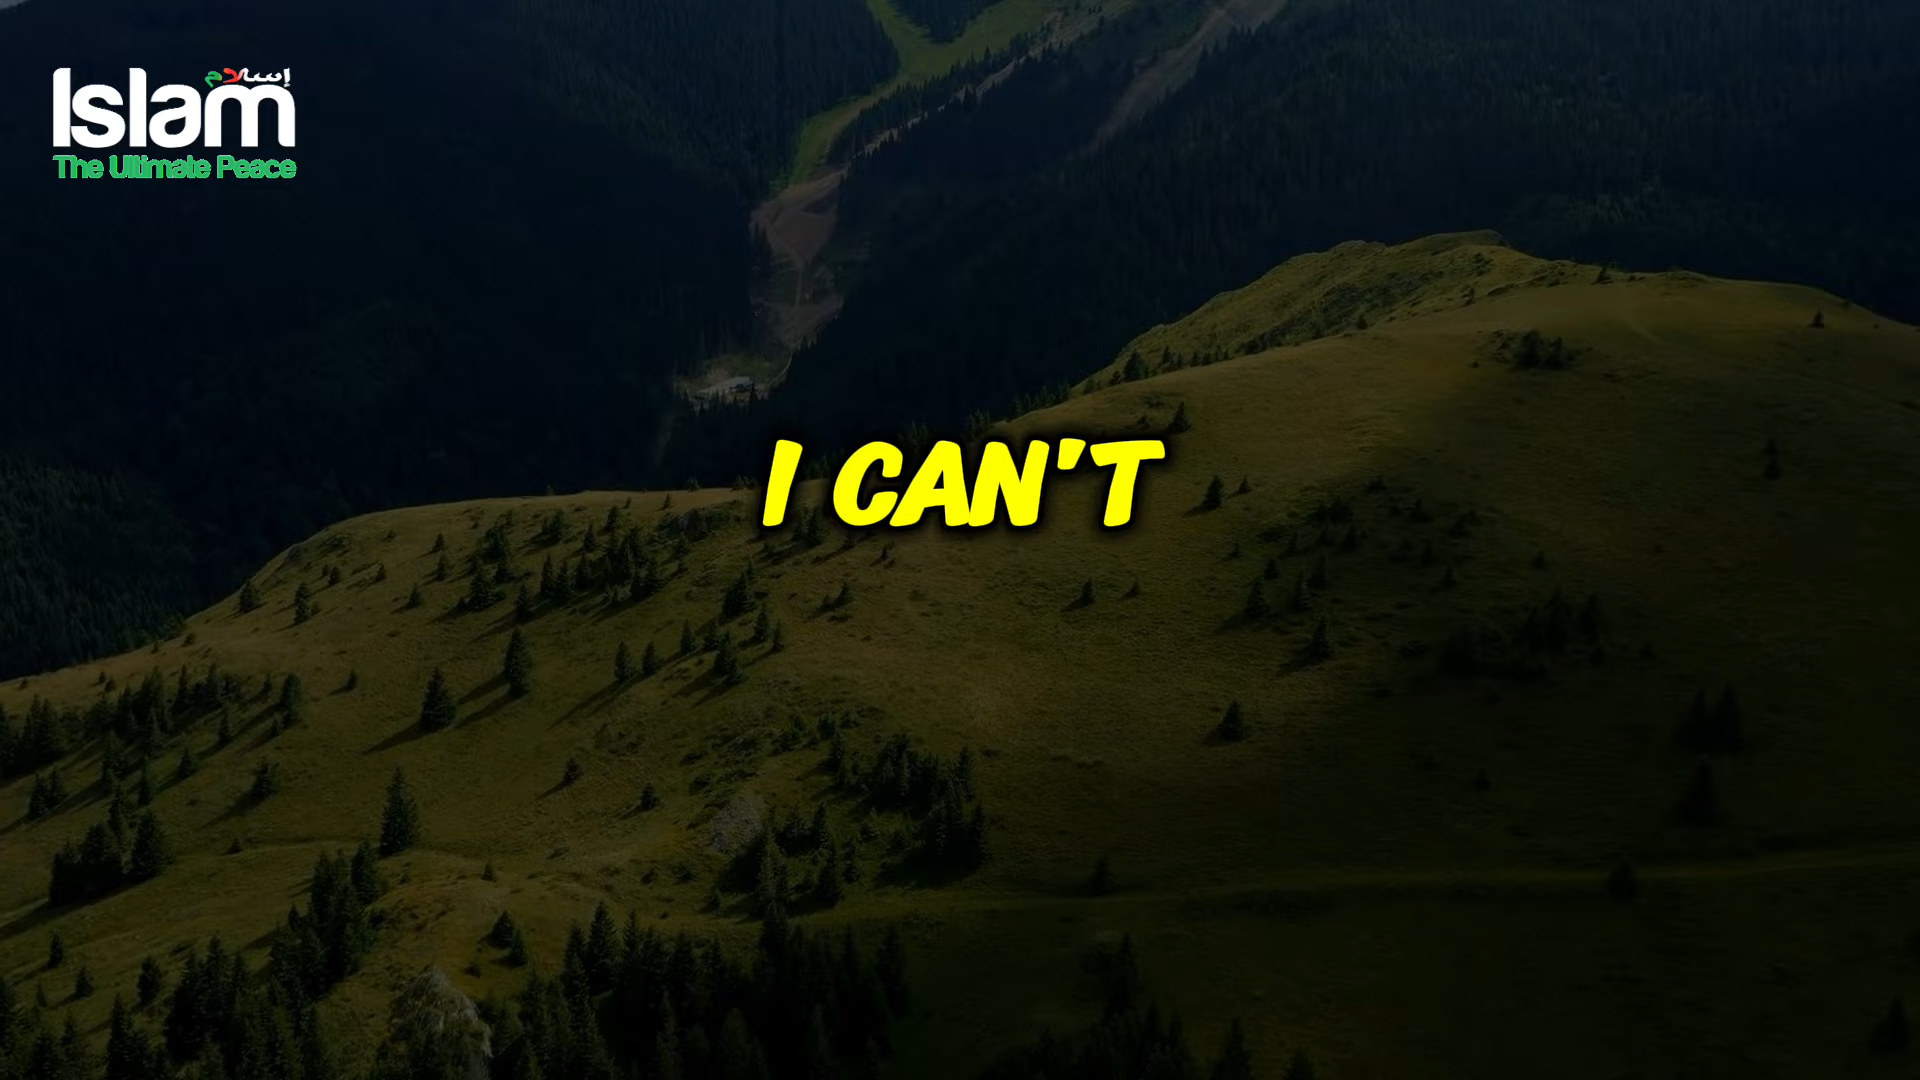 إسلام
Islam
The Ultimate Peace
I CAN'T